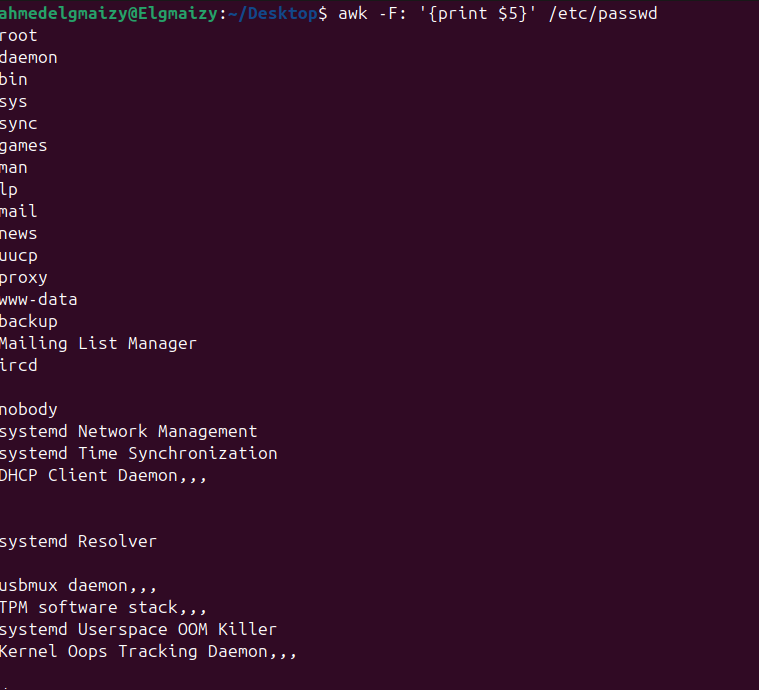 ahmedelgmaizy@Elgmaizy:~/Desktop$ awk -F: '{print $5}' /etc/passwd
root
daemon
bin
sys
sync
games
man
lp
mail
news
uucp
proxy
www-data
backup
Mailing List Manager
ircd
nobody
systemd Network Management
systemd Time Synchronization
DHCP Client Daemon,,,
systemd Resolver
usbmux daemon,,,
TPM software stack,,,
systemd Userspace OOM Killer
Kernel Oops Tracking Daemon,,,